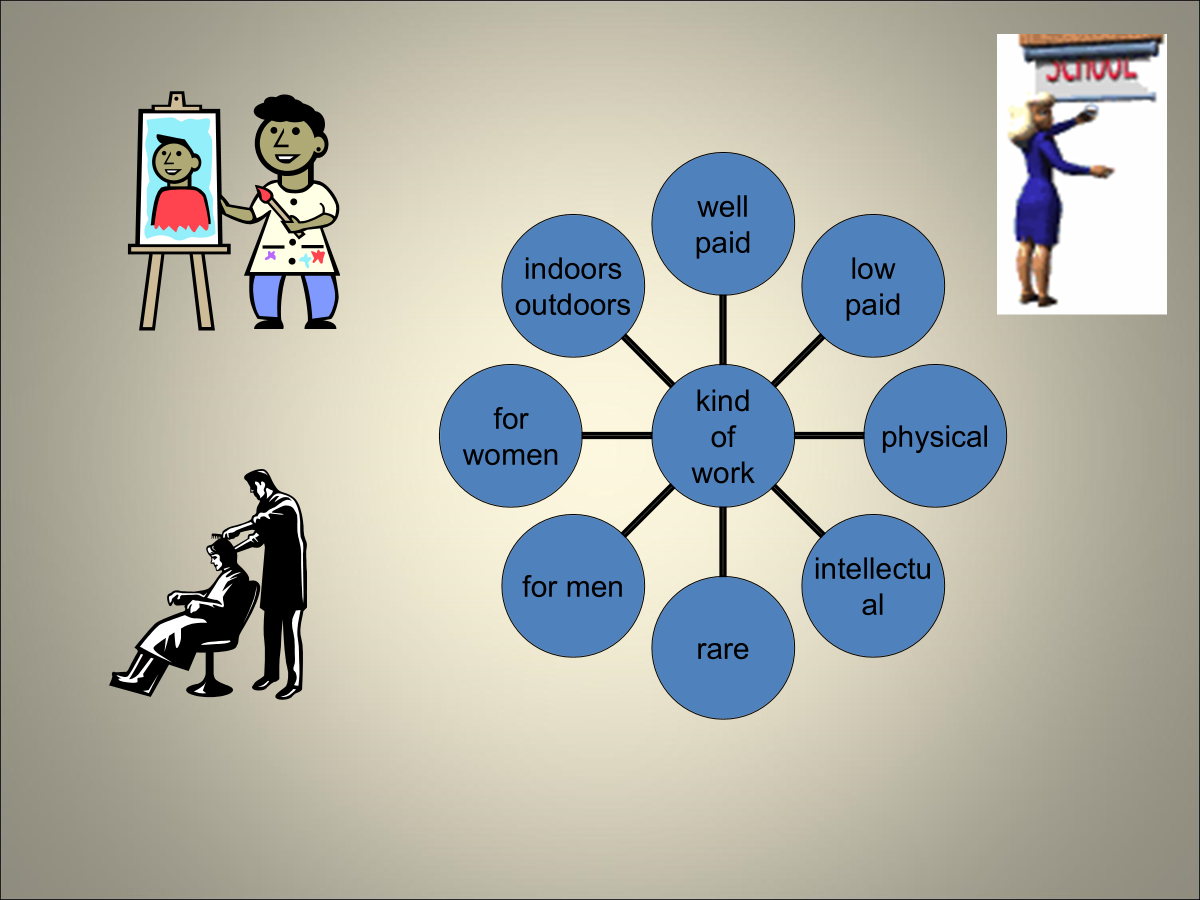 SCHOOL
well
paid
indoors
outdoors
low
paid
for
women
kind
of
work
physical
for men
intellectu
al
rare